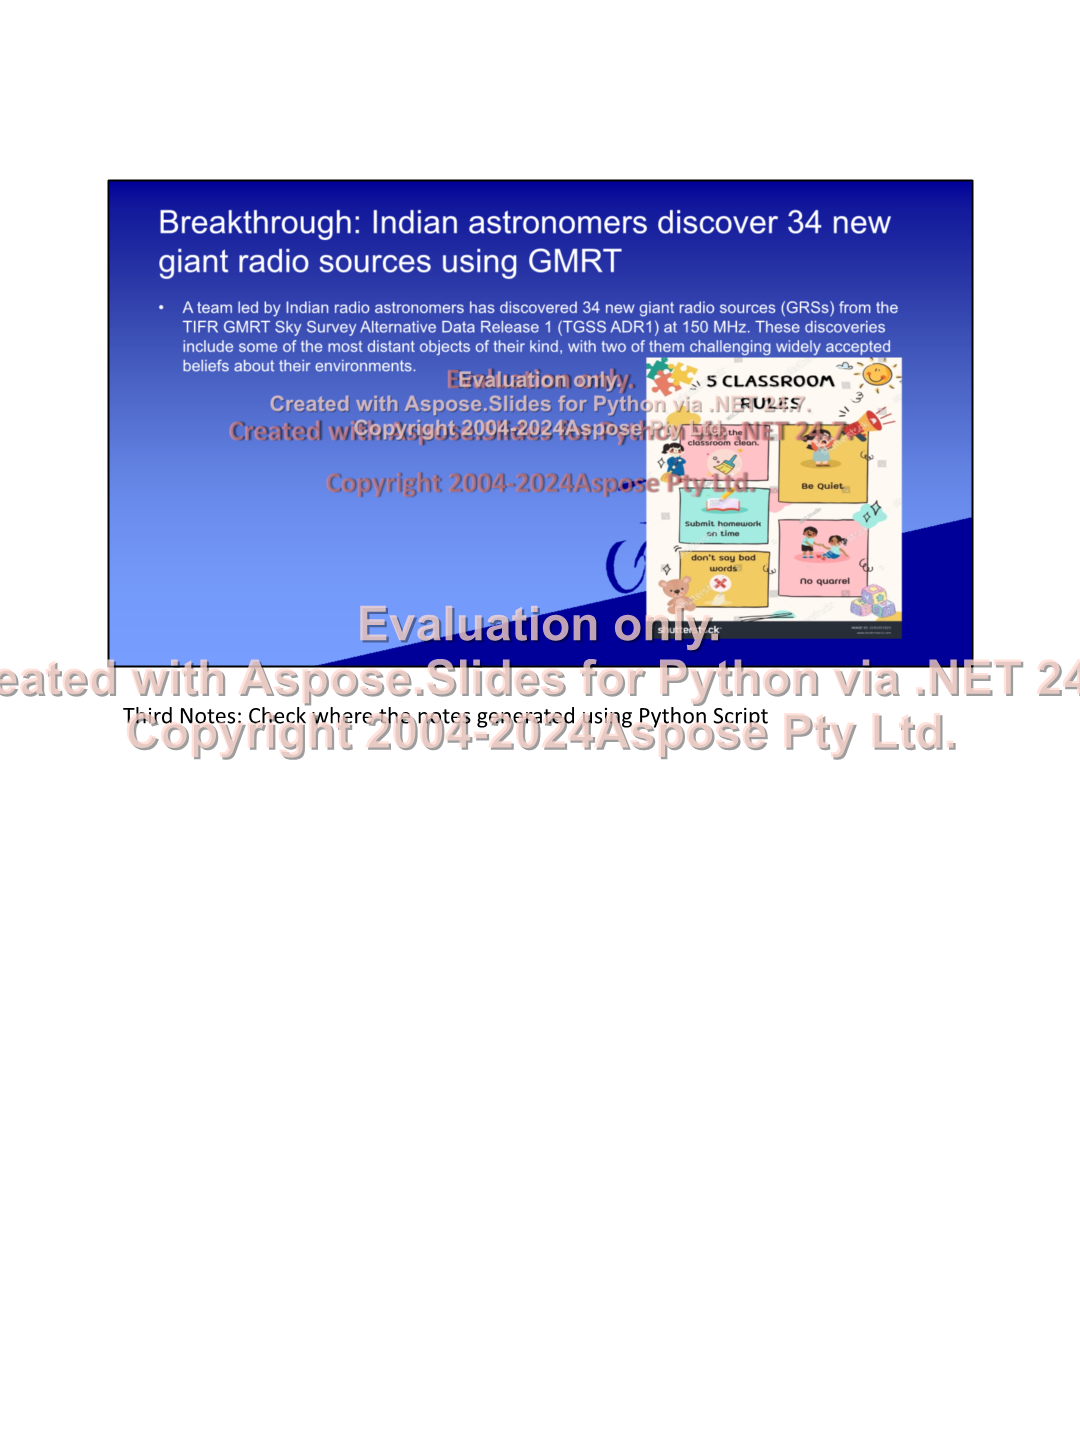 Breakthrough: Indian astronomers discover 34 new
giant radio sources using GMRT
• A team led by Indian radio astronomers has discovered 34 new giant radio sources (GRSs) from the
TIFR GMRT Sky Survey Alternative Data Release 1 (TGSS ADR1) at 150 MHz. These discoveries
include some of the most distant objects of their kind, with two of them challenging widely accepted
beliefs about their environments.
Evaluation only.
Created with Aspose.Slides for Python via .NET 24.7.
Copyright 2004-2024Aspose Pty Ltd.
Evaluation only.
Created with Aspose.Slides for Python via .NET 24.7.
Copyright 2004-2024Aspose Pty Ltd.
5 CLASSROOM
RULES
the
classroom clean.
Be Quiet
Submit homework
on time
don't say bad
words
No quarrel
shutterstock
Evaluation only.
eated with Aspose.Slides for Python via .NET 24
Copyright 2004-2024Aspose Pty Ltd.
Third Notes: Check where the notes generated using Python Script